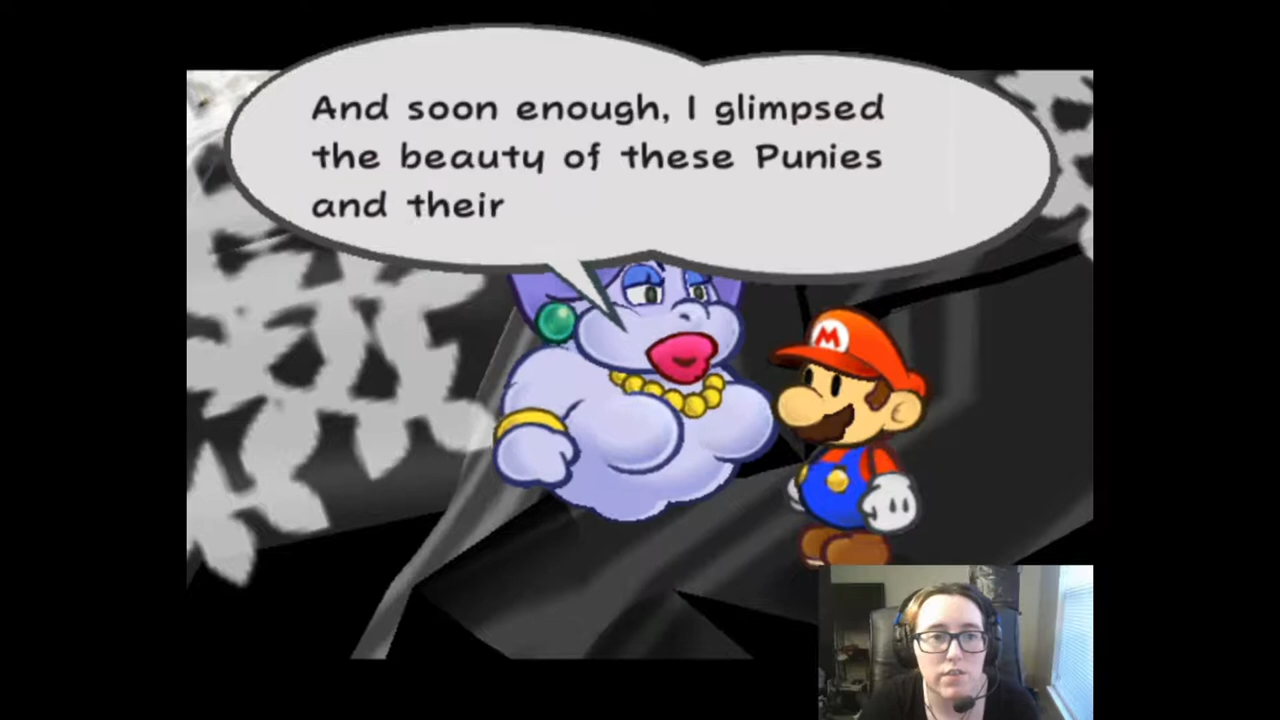 And soon enough, I glimpsed
the beauty of these Punies
and their
M